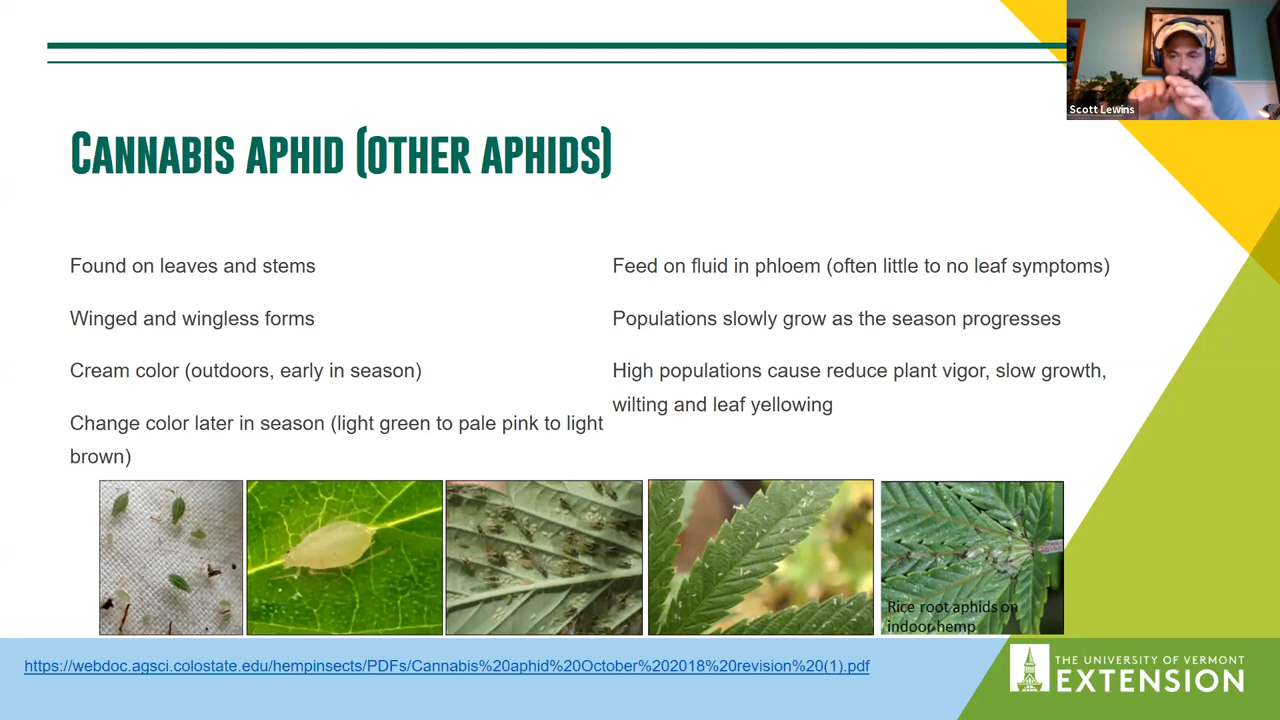 Scott Lewins
CANNABIS APHID (OTHER APHIDS)
Found on leaves and stems
Winged and wingless forms
Cream color (outdoors, early in season)
Change color later in season (light green to pale pink to light
brown)
Feed on fluid in phloem (often little to no leaf symptoms)
Populations slowly grow as the season progresses
High populations cause reduce plant vigor, slow growth,
wilting and leaf yellowing
Rice root aphids on
indoor hemp
https://webdoc.agsci.colostate.edu/hempinsects/PDFs/Cannabis%20aphid%20October%202018%20revision%20(1).pdf
THE UNIVERSITY OF VERMONT
EXTENSION